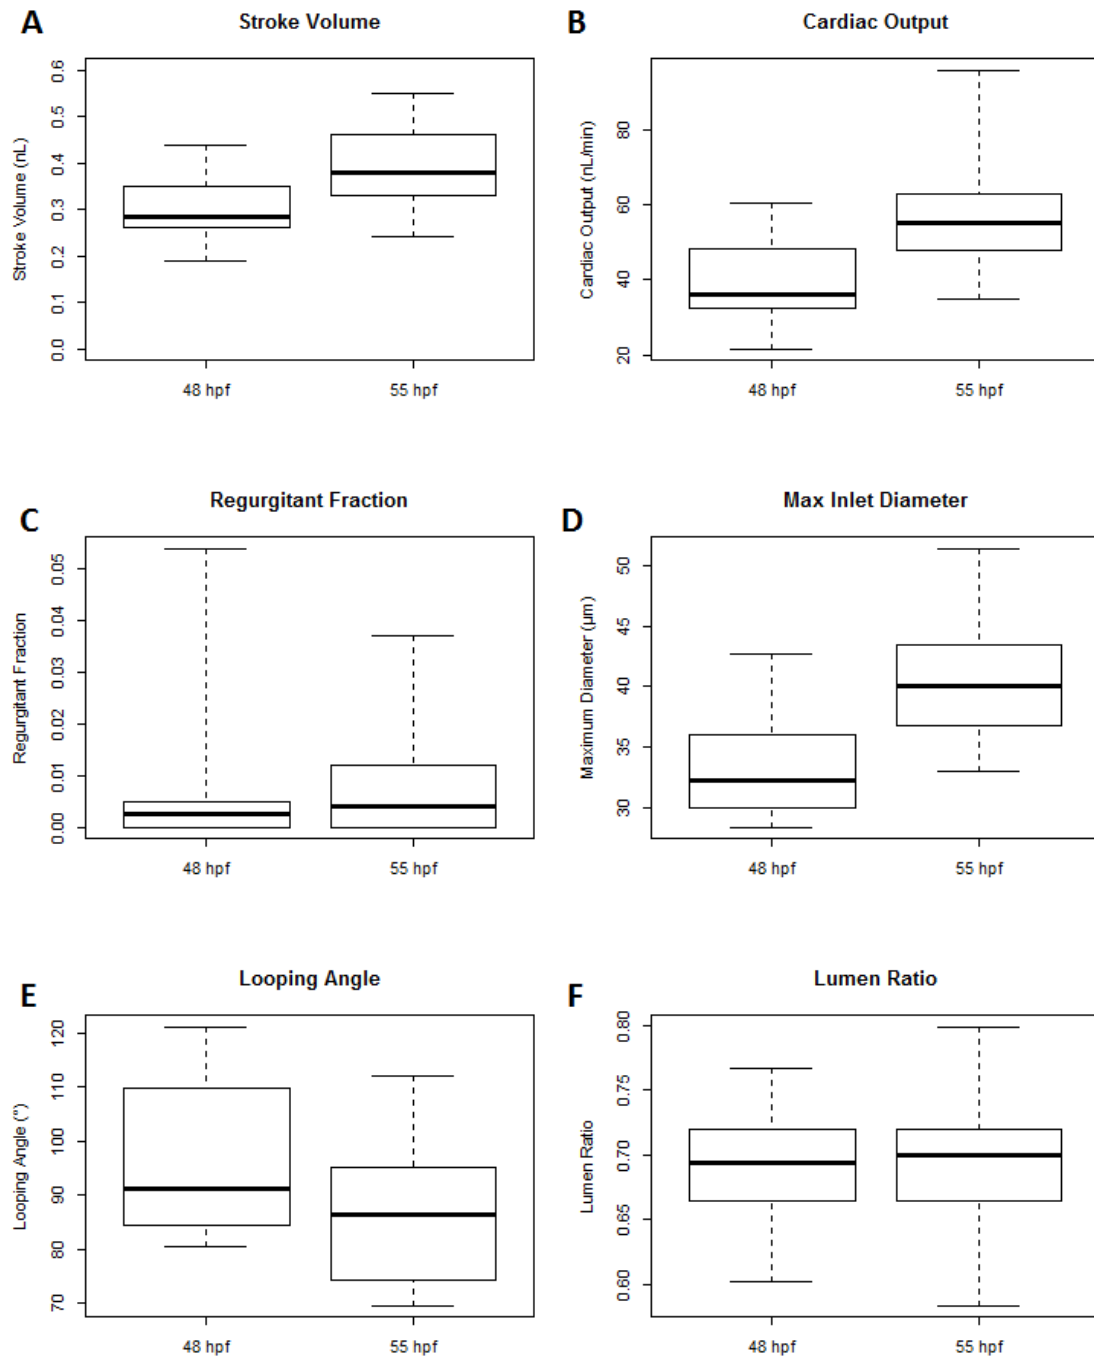 A
Stroke Volume
Stroke Volume (nL)
0.6
0.5
0.4
0.3
0.2
0.1
0.0
48 hpf
55 hpf
B
Cardiac Output
Cardiac Output (nL/min)
80
60
40
20
48 hpf
55 hpf
C
Regurgitant Fraction
Regurgitant Fraction
0.05
0.04
0.03
0.02
0.01
0.00
48 hpf
55 hpf
D
Max Inlet Diameter
Maximum Diameter (µm)
50
45
40
35
30
48 hpf
55 hpf
E
Looping Angle
Looping Angle (°)
120
110
100
90
80
70
48 hpf
55 hpf
F
Lumen Ratio
Lumen Ratio
0.80
0.75
0.70
0.65
0.60
48 hpf
55 hpf